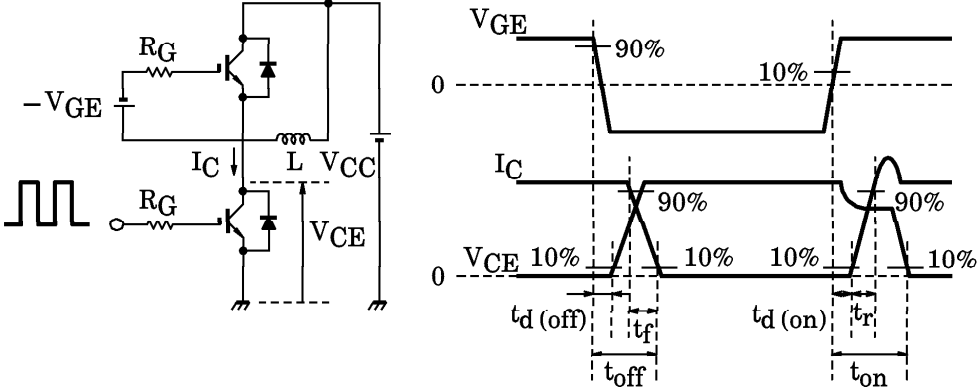 R_G
−V_GE
I_C L V_CC
R_G
V_CE
V_GE
90%
10%
0
I_C
90% 90%
V_CE 10% 10% 10% 10%
0
t_d (off) t_f t_d (on) t_r
t_off t_on